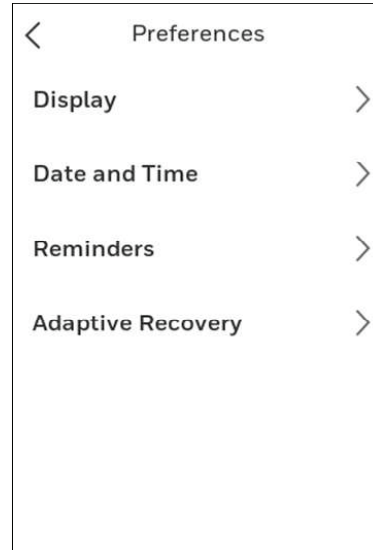 Preferences
Display
Date and Time
Reminders
Adaptive Recovery